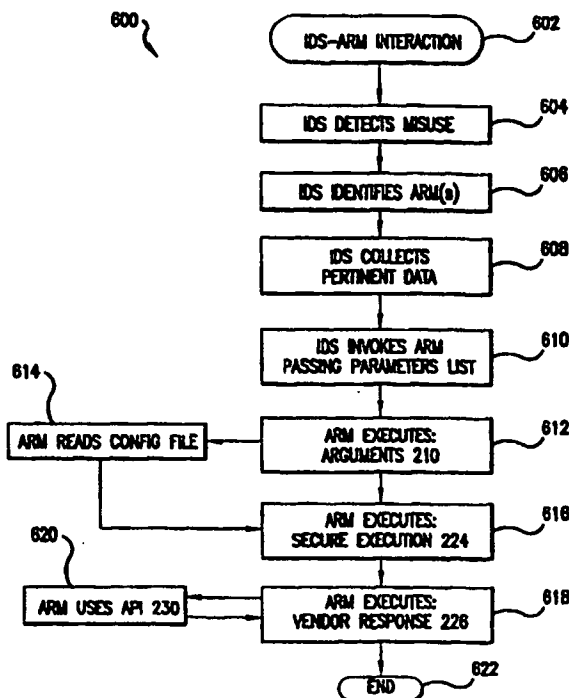 600
IDS-ARM INTERACTION
602
IDS DETECTS MISUSE
604
IDS IDENTIFIES ARM(s)
606
IDS COLLECTS
PERTINENT DATA
608
IDS INVOKES ARM
PASSING PARAMETERS LIST
610
614
ARM READS CONFIG FILE
ARM EXECUTES:
ARGUMENTS 210
612
ARM EXECUTES:
SECURE EXECUTION 224
616
620
ARM USES API 230
ARM EXECUTES:
VENDOR RESPONSE 226
618
END
622